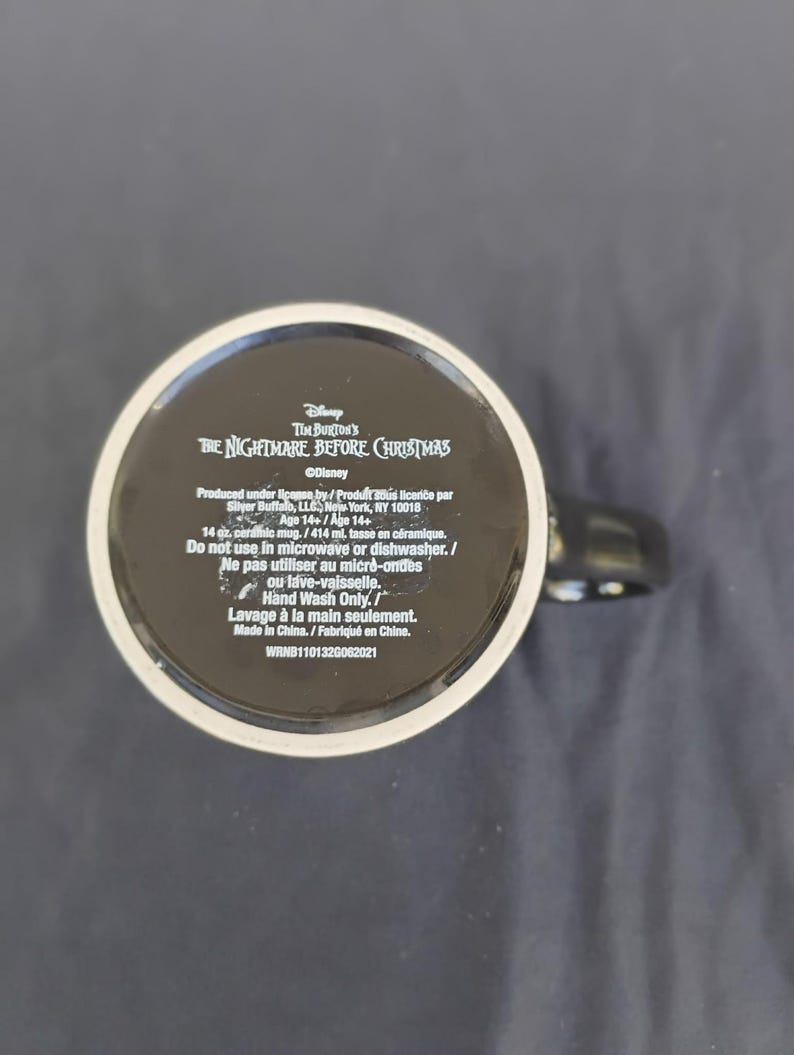 Disney
TIM BURTON'S
THE NIGHTMARE BEFORE CHRISTMAS
©Disney
Produced under license by / Produit sous licence par
Silver Buffalo, LLC., New York, NY 10018
Age 14+ / Âge 14+
14 oz. ceramic mug. / 414 ml. tasse en céramique.
Do not use in microwave or dishwasher. /
Ne pas utiliser au micro-ondes
ou lave-vaisselle.
Hand Wash Only. /
Lavage à la main seulement.
Made in China. / Fabriqué en Chine.
WRNB110132G062021